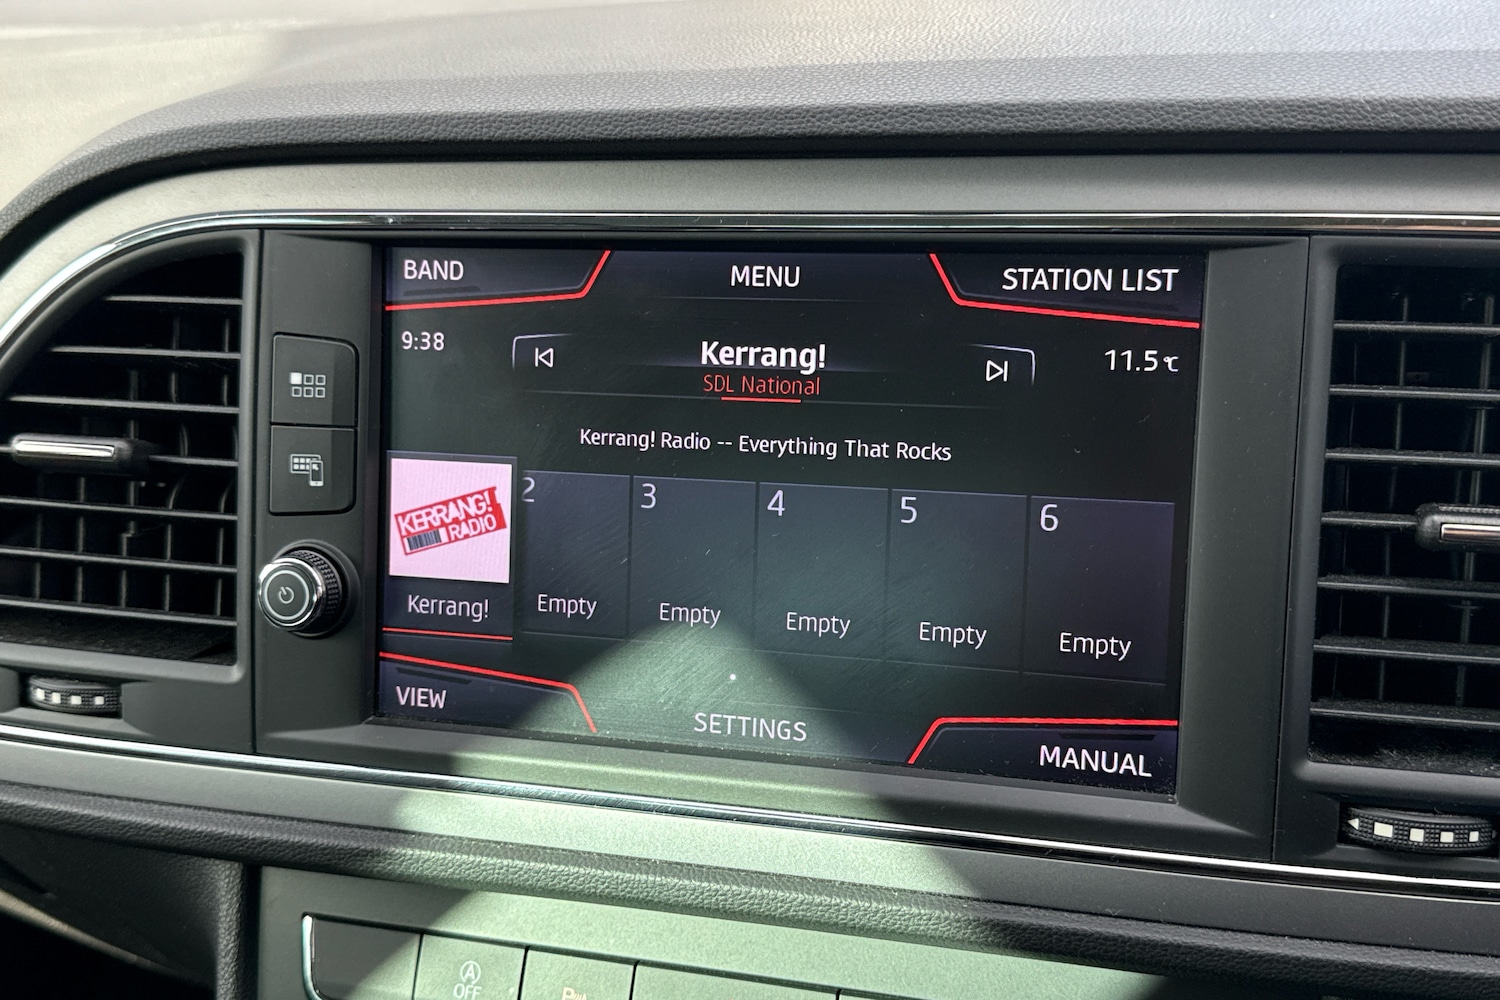 BAND
MENU
STATION LIST
9:38
Kerrang!
11.5°C
SDL National
Kerrang! Radio -- Everything That Rocks
KERRANG!
RADIO
2
3
4
5
6
Kerrang!
Empty
Empty
Empty
Empty
Empty
VIEW
SETTINGS
MANUAL
A
OFF